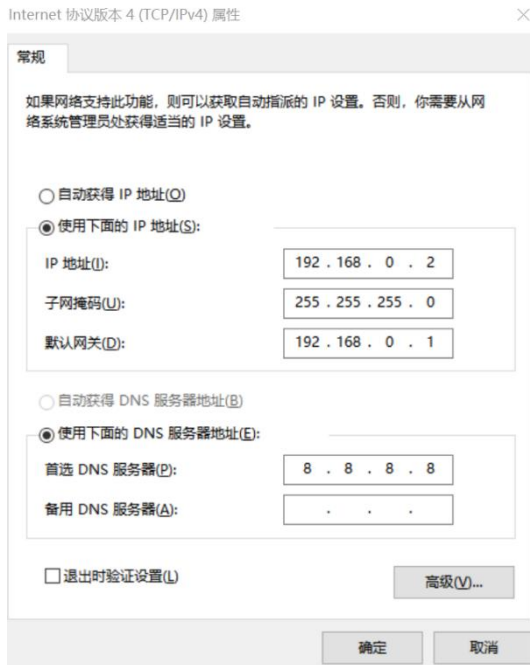 Internet 协议版本 4 (TCP/IPv4) 属性
常规
如果网络支持此功能，则可以获取自动指派的 IP 设置。否则，你需要从网
络系统管理员处获得适当的 IP 设置。
自动获得 IP 地址(O)
使用下面的 IP 地址(S):
IP 地址(I): 192 . 168 . 0 . 2
子网掩码(U): 255 . 255 . 255 . 0
默认网关(D): 192 . 168 . 0 . 1
自动获得 DNS 服务器地址(B)
使用下面的 DNS 服务器地址(E):
首选 DNS 服务器(P): 8 . 8 . 8 . 8
备用 DNS 服务器(A): . . .
退出时验证设置(L)
高级(V)...
确定 取消